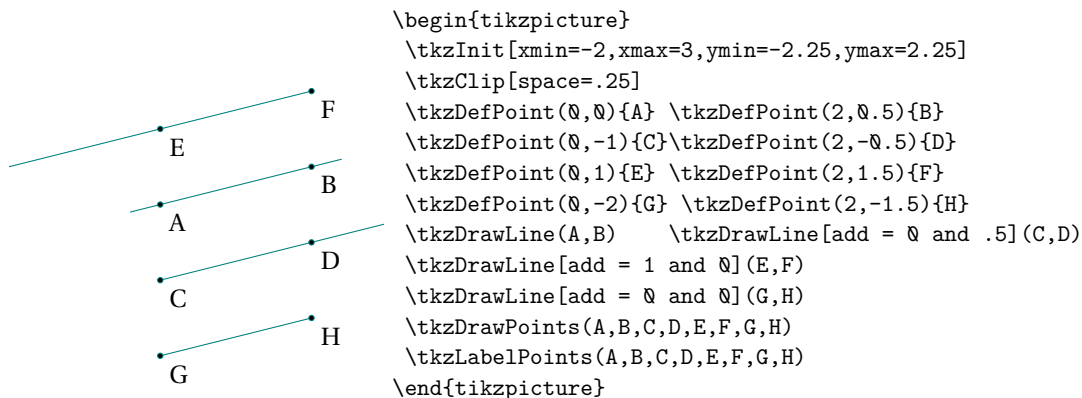 F
E
B
A
D
C
H
G
\begin{tikzpicture}
\tkzInit[xmin=-2,xmax=3,ymin=-2.25,ymax=2.25]
\tkzClip[space=.25]
\tkzDefPoint(0,0){A} \tkzDefPoint(2,0.5){B}
\tkzDefPoint(0,-1){C}\tkzDefPoint(2,-0.5){D}
\tkzDefPoint(0,1){E} \tkzDefPoint(2,1.5){F}
\tkzDefPoint(0,-2){G} \tkzDefPoint(2,-1.5){H}
\tkzDrawLine(A,B) \tkzDrawLine[add = 0 and .5](C,D)
\tkzDrawLine[add = 1 and 0](E,F)
\tkzDrawLine[add = 0 and 0](G,H)
\tkzDrawPoints(A,B,C,D,E,F,G,H)
\tkzLabelPoints(A,B,C,D,E,F,G,H)
\end{tikzpicture}